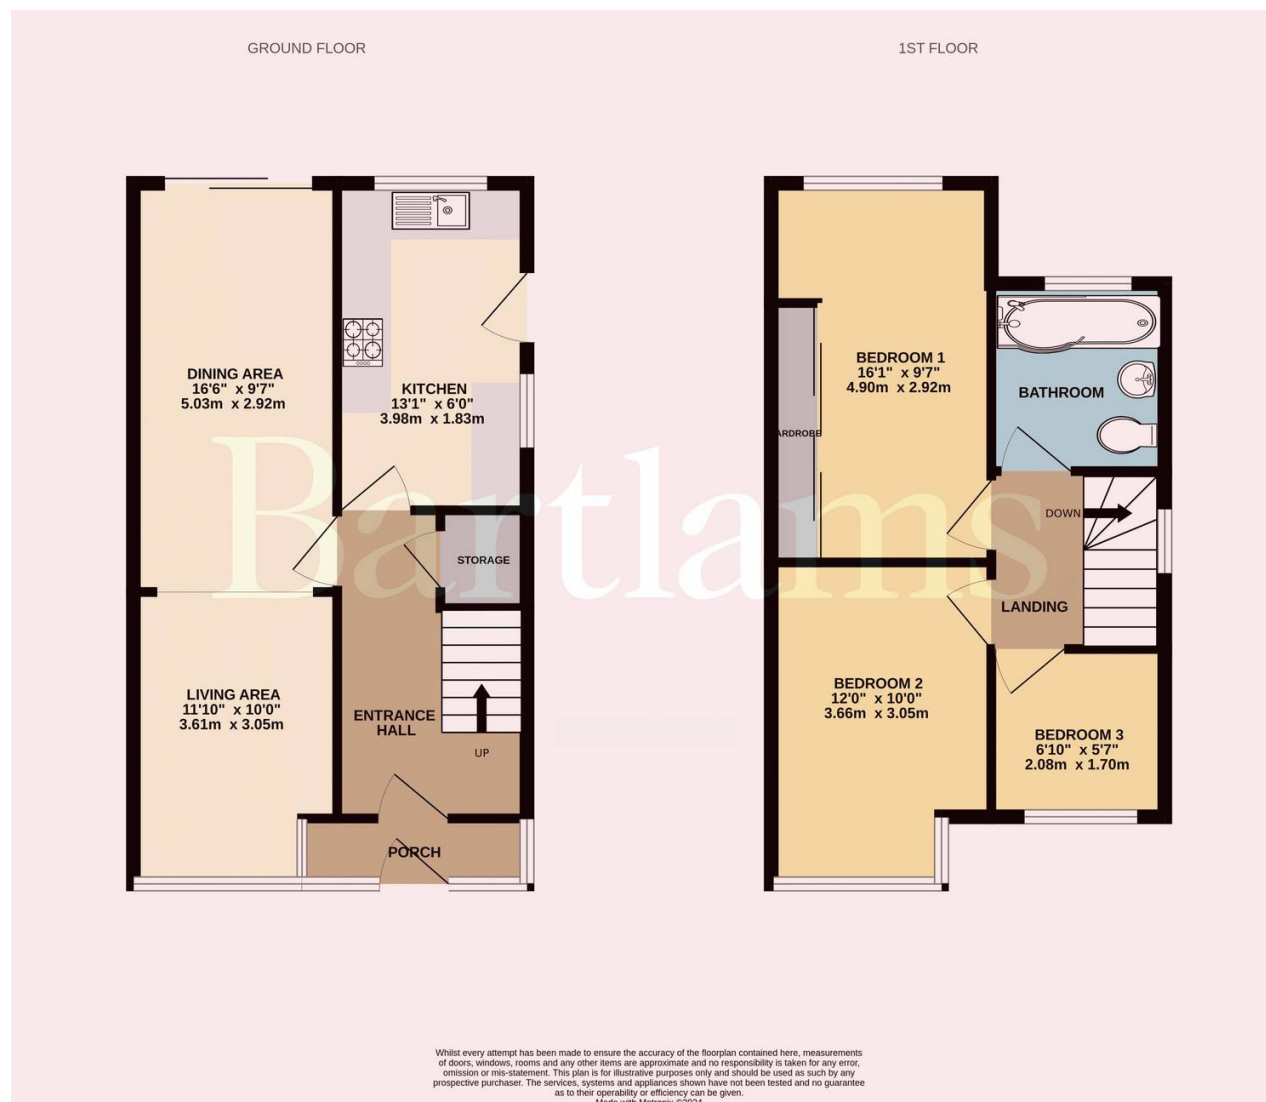 GROUND FLOOR
1ST FLOOR
DINING AREA
16'6" x 9'7"
5.03m x 2.92m
KITCHEN
13'1" x 6'0"
3.98m x 1.83m
STORAGE
LIVING AREA
11'10" x 10'0"
3.61m x 3.05m
ENTRANCE
HALL
UP
PORCH
BEDROOM 1
16'1" x 9'7"
4.90m x 2.92m
ARDROBE
BATHROOM
DOWN
LANDING
BEDROOM 2
12'0" x 10'0"
3.66m x 3.05m
BEDROOM 3
6'10" x 5'7"
2.08m x 1.70m
Bartlams
Whilst every attempt has been made to ensure the accuracy of the floorplan contained here, measurements
of doors, windows, rooms and any other items are approximate and no responsibility is taken for any error,
omission or mis-statement. This plan is for illustrative purposes only and should be used as such by any
prospective purchaser. The services, systems and appliances shown have not been tested and no guarantee
as to their operability or efficiency can be given.
Made with Metropix ©2024